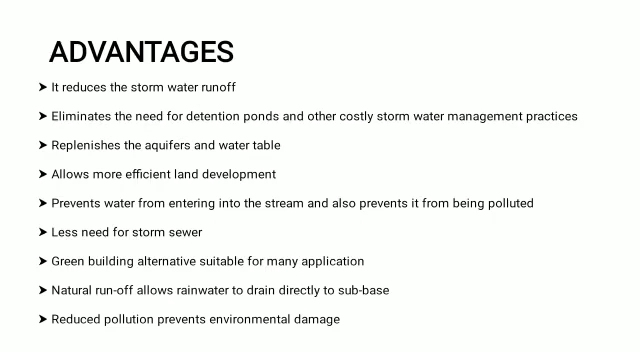 ADVANTAGES
➤ It reduces the storm water runoff
➤ Eliminates the need for detention ponds and other costly storm water management practices
➤ Replenishes the aquifers and water table
➤ Allows more efficient land development
➤ Prevents water from entering into the stream and also prevents it from being polluted
➤ Less need for storm sewer
➤ Green building alternative suitable for many application
➤ Natural run-off allows rainwater to drain directly to sub-base
➤ Reduced pollution prevents environmental damage